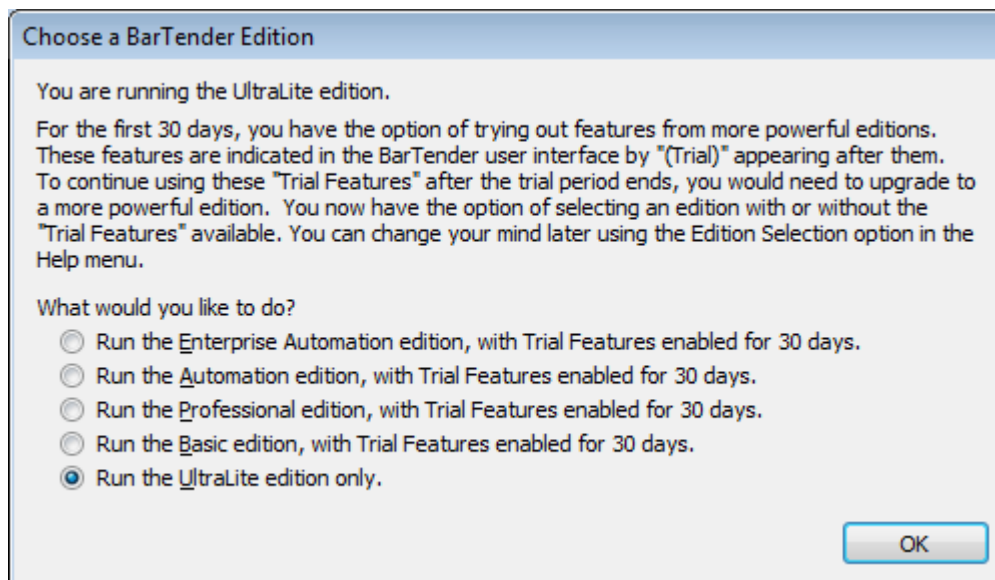 Choose a BarTender Edition
You are running the UltraLite edition.
For the first 30 days, you have the option of trying out features from more powerful editions.
These features are indicated in the BarTender user interface by "(Trial)" appearing after them.
To continue using these "Trial Features" after the trial period ends, you would need to upgrade to
a more powerful edition.  You now have the option of selecting an edition with or without the
"Trial Features" available. You can change your mind later using the Edition Selection option in the
Help menu.
What would you like to do?
Run the Enterprise Automation edition, with Trial Features enabled for 30 days.
Run the Automation edition, with Trial Features enabled for 30 days.
Run the Professional edition, with Trial Features enabled for 30 days.
Run the Basic edition, with Trial Features enabled for 30 days.
Run the UltraLite edition only.
OK